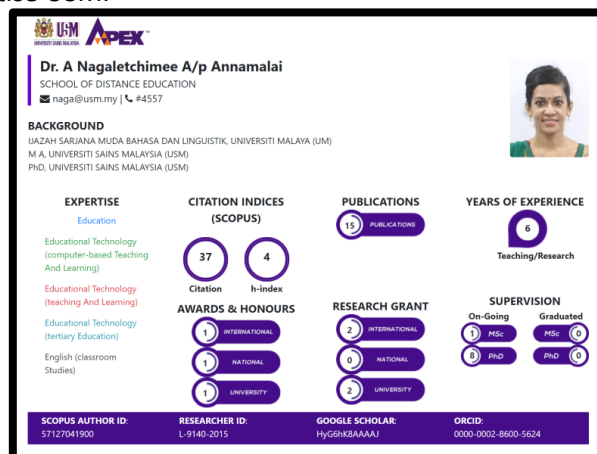 USM
UNIVERSITI SAINS MALAYSIA
APEX™
Dr. A Nagaletchimee A/p Annamalai
SCHOOL OF DISTANCE EDUCATION
naga@usm.my | #4557
BACKGROUND
IJAZAH SARJANA MUDA BAHASA DAN LINGUISTIK, UNIVERSITI MALAYA (UM)
M A, UNIVERSITI SAINS MALAYSIA (USM)
PhD, UNIVERSITI SAINS MALAYSIA (USM)
EXPERTISE
Education
Educational Technology
(computer-based Teaching
And Learning)
Educational Technology
(teaching And Learning)
Educational Technology
(tertiary Education)
English (classroom
Studies)
CITATION INDICES
(SCOPUS)
37
4
Citation
h-index
AWARDS & HONOURS
1 INTERNATIONAL
1 NATIONAL
1 UNIVERSITY
PUBLICATIONS
15 PUBLICATIONS
RESEARCH GRANT
2 INTERNATIONAL
0 NATIONAL
2 UNIVERSITY
YEARS OF EXPERIENCE
6
Teaching/Research
SUPERVISION
On-Going
Graduated
1 MSc
MSc 0
8 PhD
PhD 0
SCOPUS AUTHOR ID:
57127041900
RESEARCHER ID:
L-9140-2015
GOOGLE SCHOLAR:
HyG6hK8AAAAJ
ORCID:
0000-0002-8600-5624